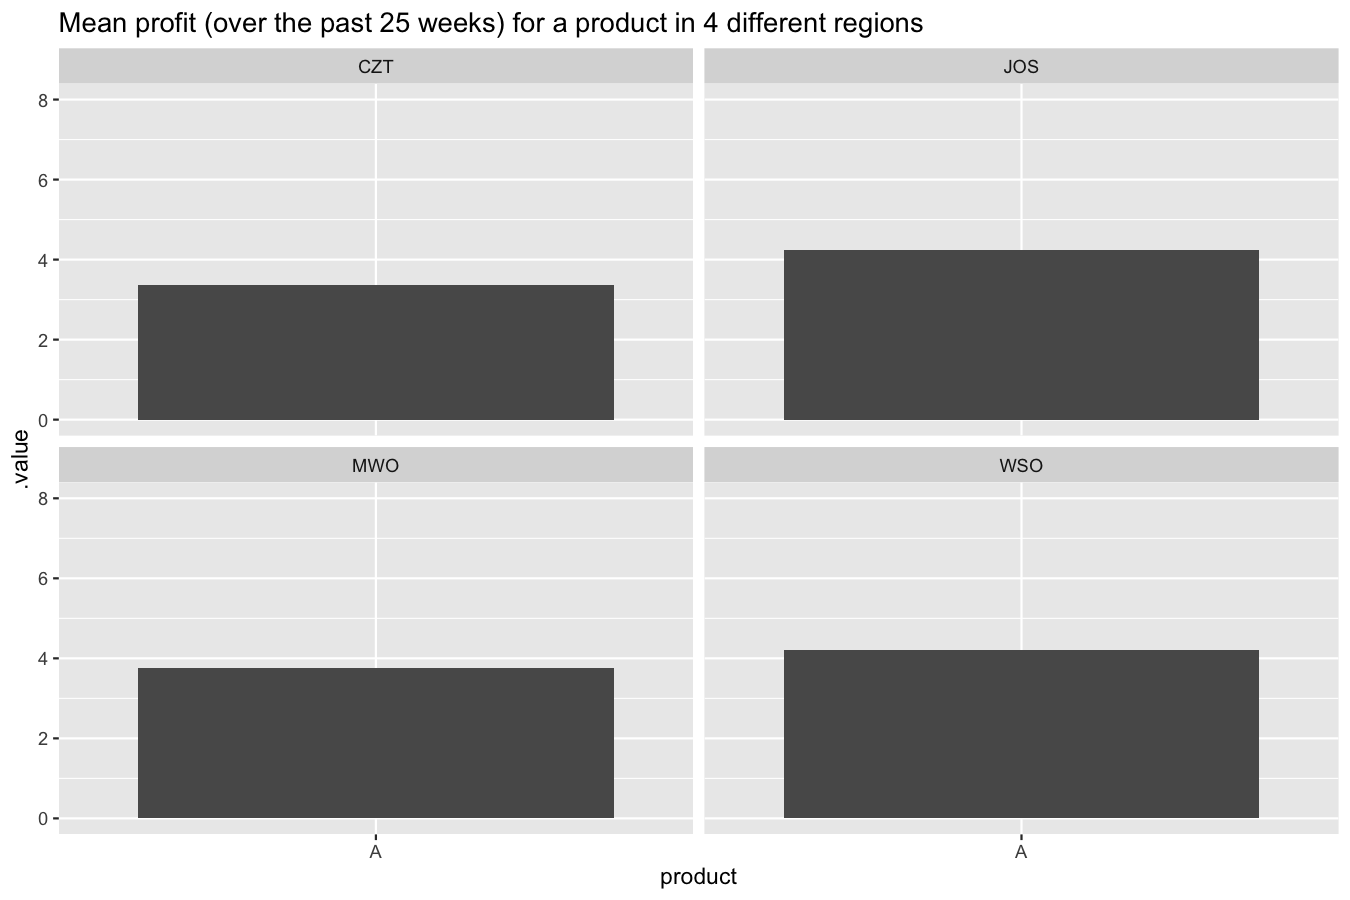 Mean profit (over the past 25 weeks) for a product in 4 different regions
CZT
JOS
8
6
4
2
0
.value
MWO
WSO
8
6
4
2
0
A
A
product